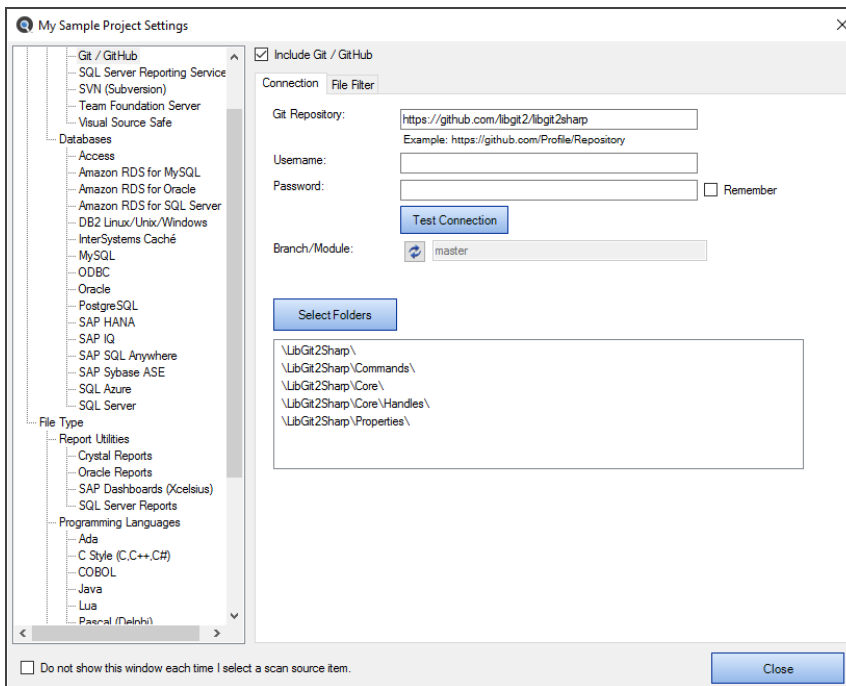 My Sample Project Settings
Git / GitHub
SQL Server Reporting Service
SVN (Subversion)
Team Foundation Server
Visual Source Safe
Databases
Access
Amazon RDS for MySQL
Amazon RDS for Oracle
Amazon RDS for SQL Server
DB2 Linux/Unix/Windows
InterSystems Caché
MySQL
ODBC
Oracle
PostgreSQL
SAP HANA
SAP IQ
SAP SQL Anywhere
SAP Sybase ASE
SQL Azure
SQL Server
File Type
Report Utilities
Crystal Reports
Oracle Reports
SAP Dashboards (Xcelsius)
SQL Server Reports
Programming Languages
Ada
C Style (C,C++,C#)
COBOL
Java
Lua
Pascal (Delphi)
Include Git / GitHub
Connection File Filter
Git Repository: https://github.com/libgit2/libgit2sharp
Example: https://github.com/Profile/Repository
Username:
Password: Remember
Test Connection
Branch/Module: master
Select Folders
\LibGit2Sharp\
\LibGit2Sharp\Commands\
\LibGit2Sharp\Core\
\LibGit2Sharp\Core\Handles\
\LibGit2Sharp\Properties\
Do not show this window each time I select a scan source item.
Close